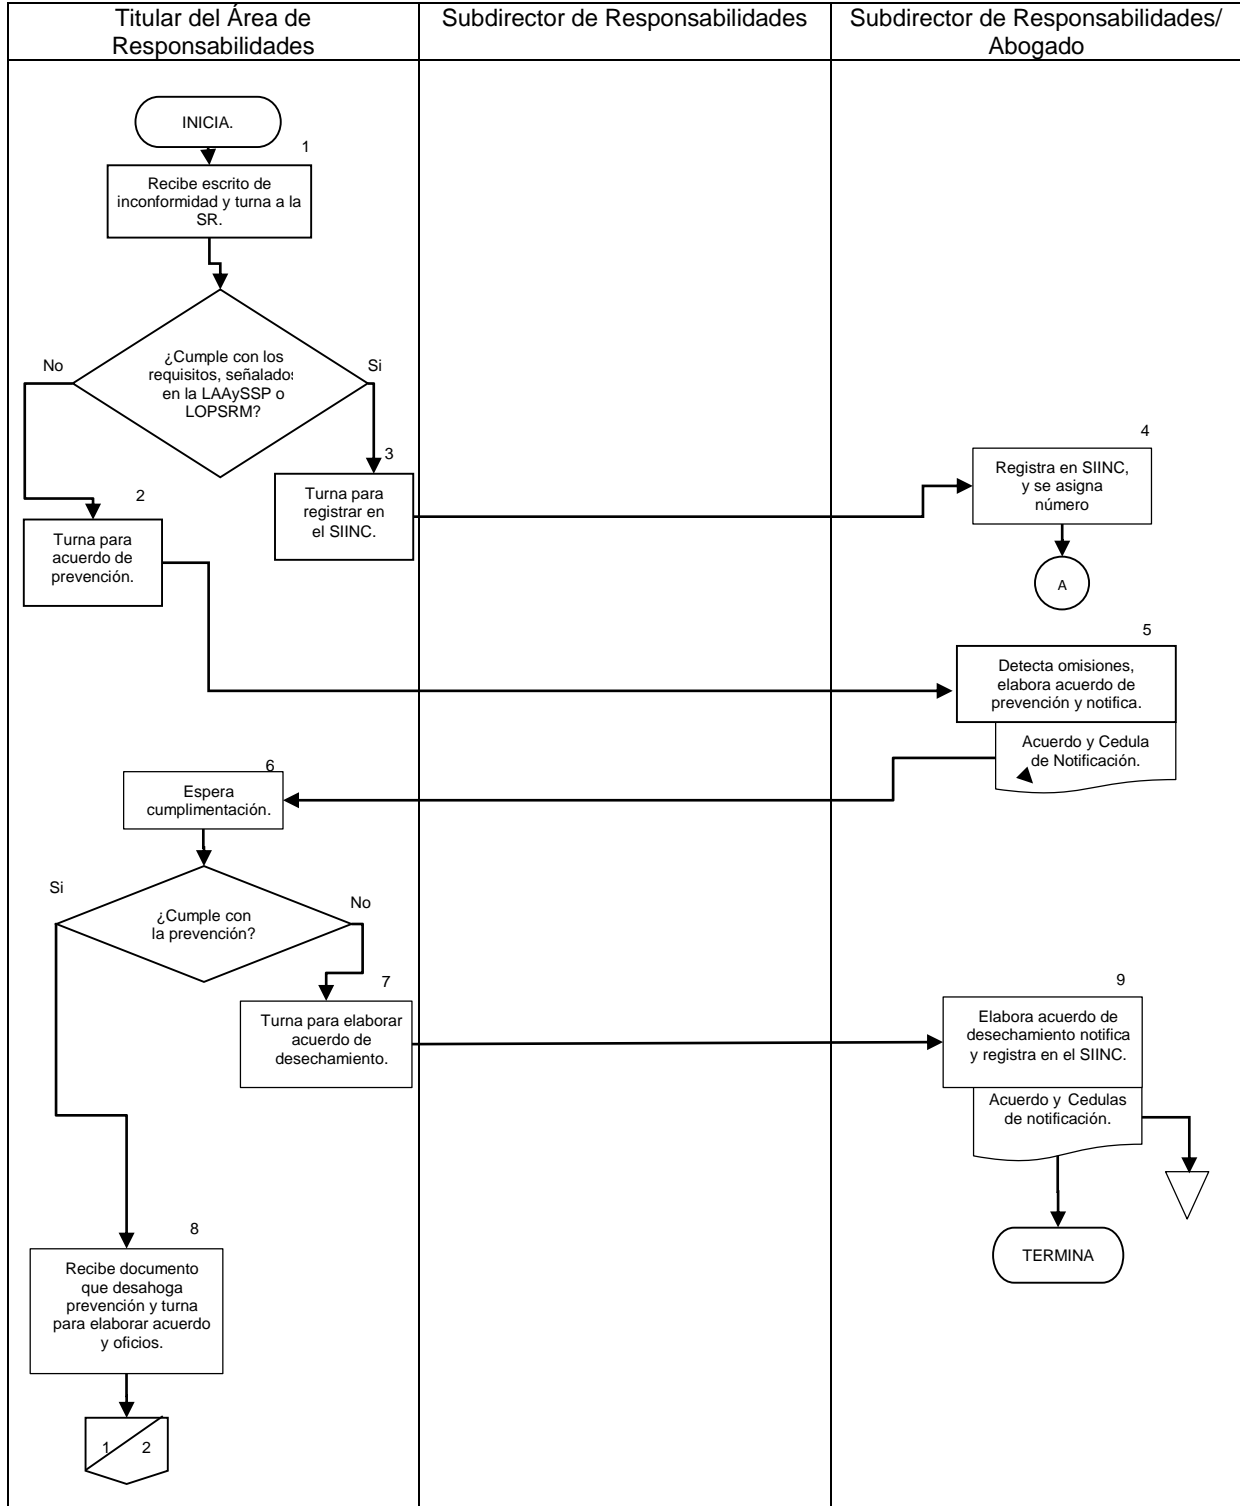 Titular del Área de
Responsabilidades
Subdirector de Responsabilidades
Subdirector de Responsabilidades/
Abogado
INICIA.
1
Recibe escrito de
inconformidad y turna a la
SR.
¿Cumple con los
requisitos, señalados
en la LAAySSP o
LOPSRM?
No
Si
3
Turna para
registrar en
el SIINC.
4
Registra en SIINC,
y se asigna
número
A
2
Turna para
acuerdo de
prevención.
5
Detecta omisiones,
elabora acuerdo de
prevención y notifica.
Acuerdo y Cedula
de Notificación.
6
Espera
cumplimentación.
¿Cumple con
la prevención?
Si
No
7
Turna para elaborar
acuerdo de
desechamiento.
9
Elabora acuerdo de
desechamiento notifica
y registra en el SIINC.
Acuerdo y Cedulas
de notificación.
TERMINA
8
Recibe documento
que desahoga
prevención y turna
para elaborar acuerdo
y oficios.
1
2